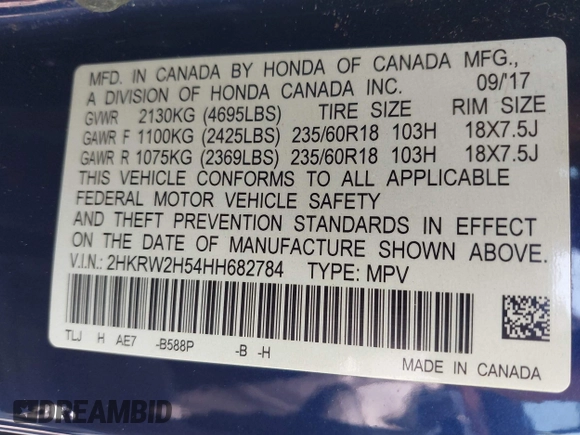 MFD. IN CANADA BY HONDA OF CANADA MFG.,
A DIVISION OF HONDA CANADA INC. 09/17
GVWR 2130KG (4695LBS) TIRE SIZE RIM SIZE
GAWR F 1100KG (2425LBS) 235/60R18 103H 18X7.5J
GAWR R 1075KG (2369LBS) 235/60R18 103H 18X7.5J
THIS VEHICLE CONFORMS TO ALL APPLICABLE
FEDERAL MOTOR VEHICLE SAFETY
AND THEFT PREVENTION STANDARDS IN EFFECT
ON THE DATE OF MANUFACTURE SHOWN ABOVE.
V.I.N.: 2HKRW2H54HH682784 TYPE: MPV
TLJ H AE7 -B588P -B -H
MADE IN CANADA
DREAMBID